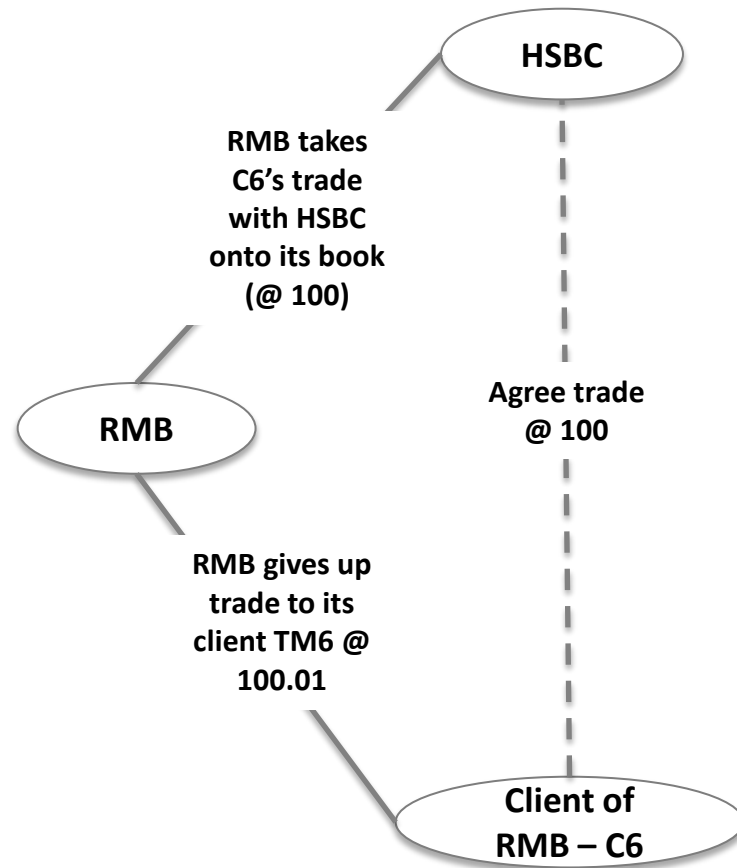 HSBC
RMB takes
C6’s trade
with HSBC
onto its book
(@ 100)
Agree trade
@ 100
RMB
RMB gives up
trade to its
client TM6 @
100.01
Client of
RMB – C6